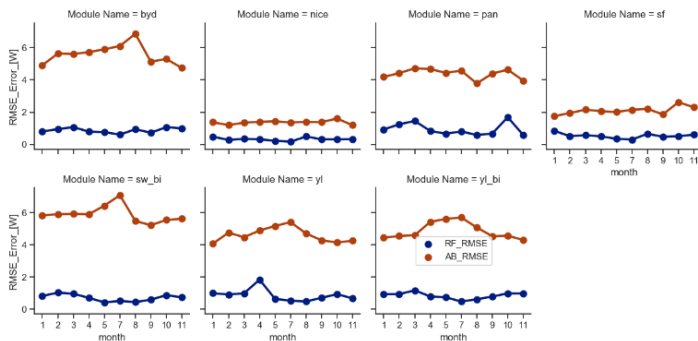 Module Name = byd
Module Name = nice
Module Name = pan
Module Name = sf
RMSE_Error_[W]
6
4
2
0
1 2 3 4 5 7 8 9 10 11
month
Module Name = sw_bi
Module Name = yl
Module Name = yl_bi
RMSE_Error_[W]
6
4
2
0
RF_RMSE
AB_RMSE
1 2 3 4 5 7 8 9 10 11
1 2 3 4 5 7 8 9 10 11
1 2 3 4 5 7 8 9 10 11
month
month
month